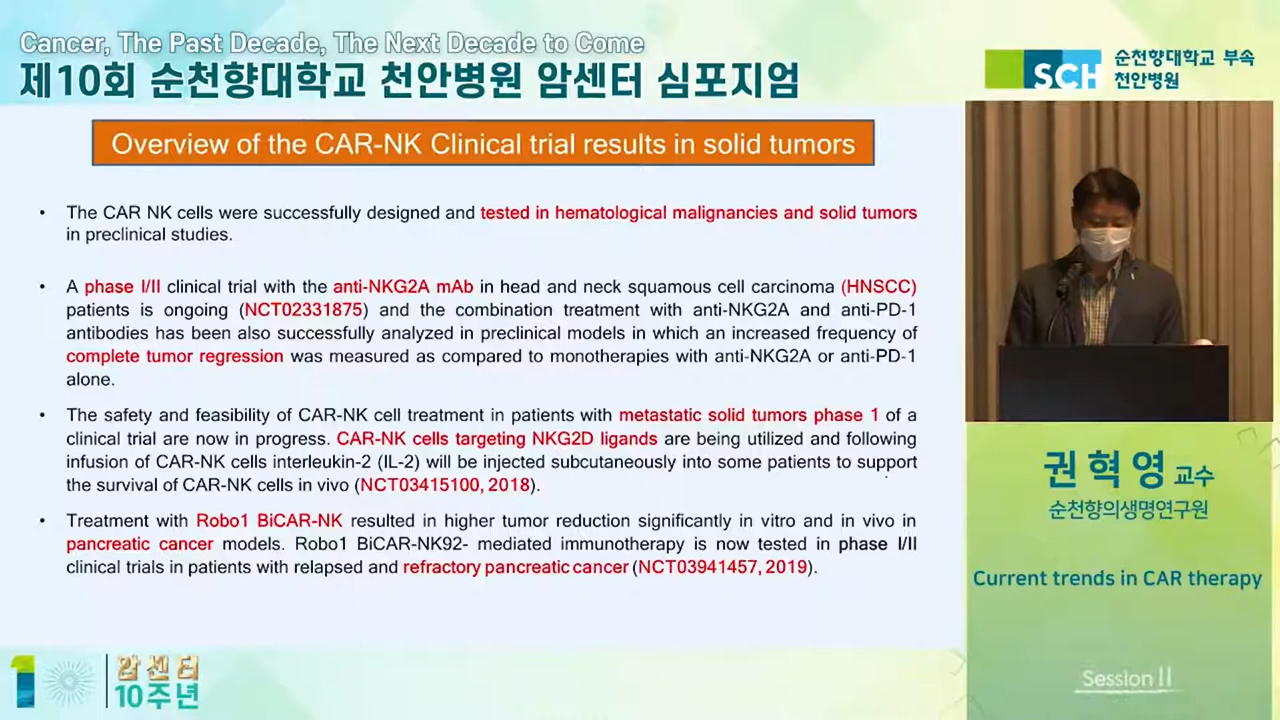 Cancer, The Past Decade, The Next Decade to Come
제10회 순천향대학교 천안병원 암센터 심포지엄
SCH
순천향대학교 부속
천안병원
Overview of the CAR-NK Clinical trial results in solid tumors
• The CAR NK cells were successfully designed and tested in hematological malignancies and solid tumors
in preclinical studies.
• A phase I/II clinical trial with the anti-NKG2A mAb in head and neck squamous cell carcinoma (HNSCC)
patients is ongoing (NCT02331875) and the combination treatment with anti-NKG2A and anti-PD-1
antibodies has been also successfully analyzed in preclinical models in which an increased frequency of
complete tumor regression was measured as compared to monotherapies with anti-NKG2A or anti-PD-1
alone.
• The safety and feasibility of CAR-NK cell treatment in patients with metastatic solid tumors phase 1 of a
clinical trial are now in progress. CAR-NK cells targeting NKG2D ligands are being utilized and following
infusion of CAR-NK cells interleukin-2 (IL-2) will be injected subcutaneously into some patients to support
the survival of CAR-NK cells in vivo (NCT03415100, 2018).
• Treatment with Robo1 BiCAR-NK resulted in higher tumor reduction significantly in vitro and in vivo in
pancreatic cancer models. Robo1 BiCAR-NK92- mediated immunotherapy is now tested in phase I/II
clinical trials in patients with relapsed and refractory pancreatic cancer (NCT03941457, 2019).
권혁영 교수
순천향의생명연구원
Current trends in CAR therapy
Session II
암센터
10주년